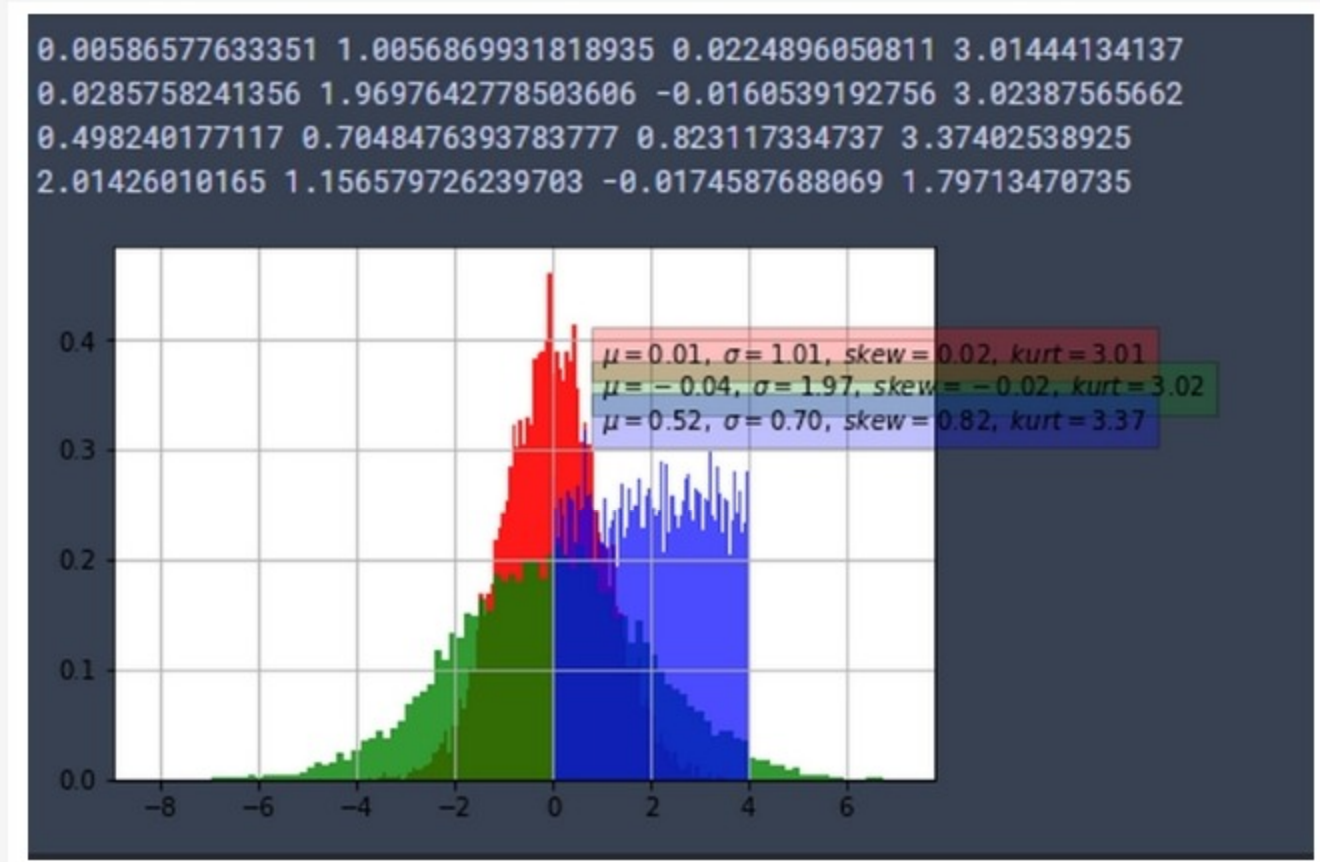 0.00586577633351 1.0056869931818935 0.0224896050811 3.01444134137
0.0285758241356 1.9697642778503606 -0.0160539192756 3.02387565662
0.498240177117 0.7048476393783777 0.823117334737 3.37402538925
2.01426010165 1.156579726239703 -0.0174587688069 1.79713470735
0.4
μ = 0.01, σ = 1.01, skew = 0.02, kurt = 3.01
μ = − 0.04, σ = 1.97, skew = − 0.02, kurt = 3.02
μ = 0.52, σ = 0.70, skew = 0.82, kurt = 3.37
0.3
0.2
0.1
0.0
−8 −6 −4 −2 0 2 4 6